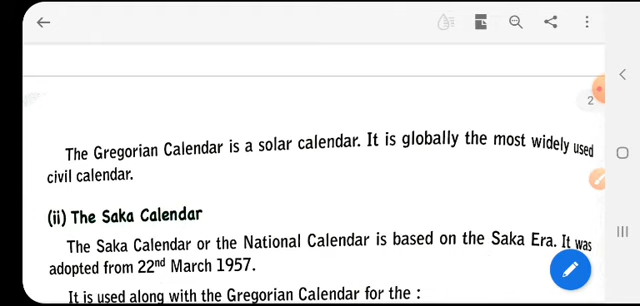 2
The Gregorian Calendar is a solar calendar. It is globally the most widely used
civil calendar.
(ii) The Saka Calendar
The Saka Calendar or the National Calendar is based on the Saka Era. It was
adopted from 22nd March 1957.
It is used along with the Gregorian Calendar for the :